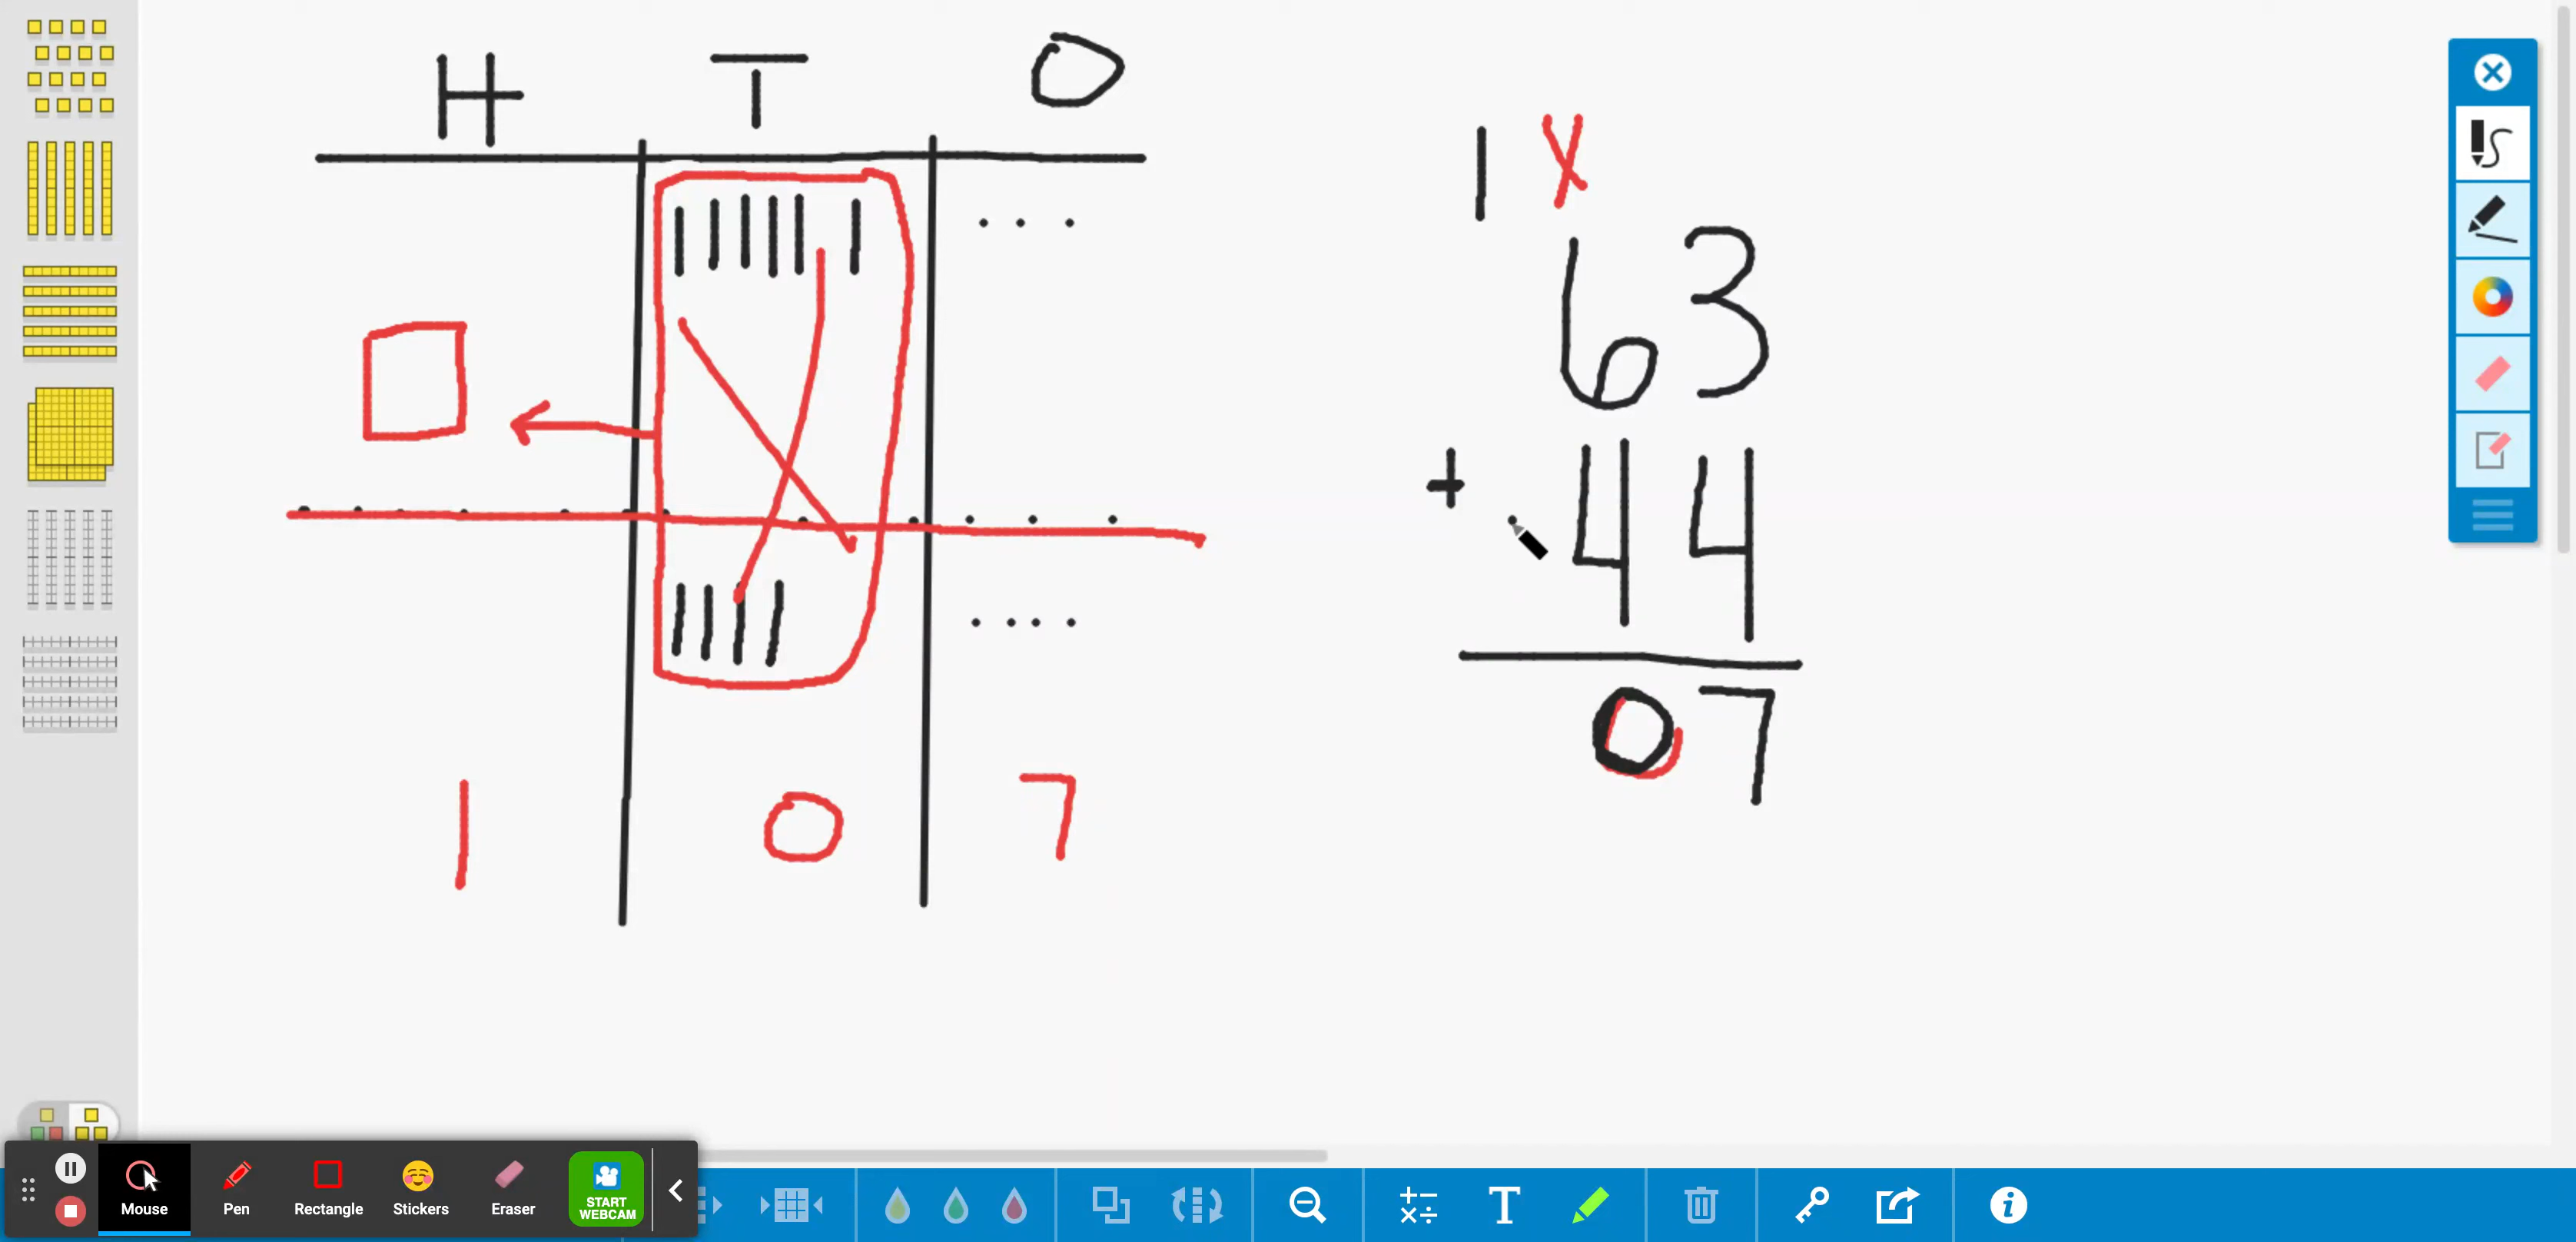 H T O
1 X
63
+ 44
07
1 0 7
Mouse Pen Rectangle Stickers Eraser START WEBCAM